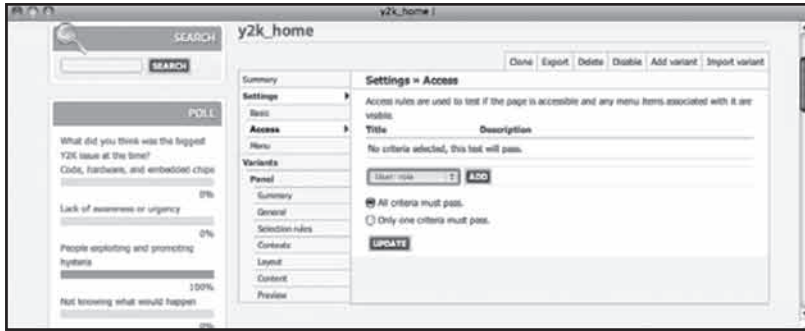 y2k_home |
SEARCH
SEARCH
POLL
What did you think was the biggest
Y2K issue at the time?
Code, hardware, and embedded chips
0%
Lack of awareness or urgency
0%
People exploiting and promoting
hysteria
100%
Not knowing what would happen
0%
y2k_home
Clone Export Delete Disable Add variant Import variant
Summary
Settings
Basic
Access
Menu
Variants
Panel
Summary
General
Selection rules
Contexts
Layout
Content
Preview
Settings » Access
Access rules are used to test if the page is accessible and any menu items associated with it are
visible.
Title Description
No criteria selected, this test will pass.
User: role ADD
All criteria must pass.
Only one criteria must pass.
UPDATE